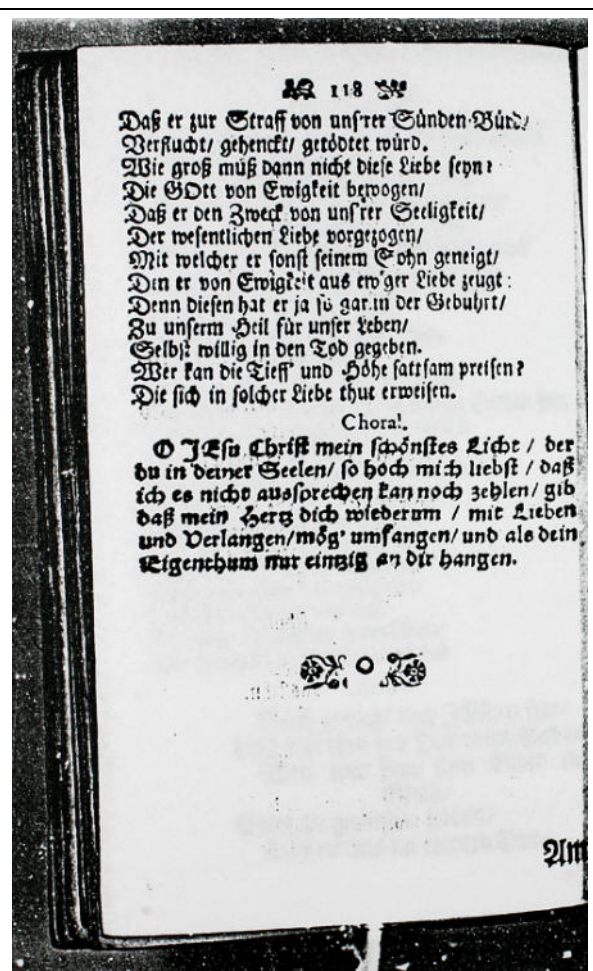 118
Daß er zur Straff von unsrer Sünden-Bürd/
Verflucht/ gehenckt/ getödtet würd.
Wie groß muß dann nicht diese Liebe seyn?
Die GOtt von Ewigkeit bewogen/
Daß er den Zweck von uns'rer Seeligkeit/
Der wesentlichen Liebe vorgezogen/
Mit welcher er sonst seinem Sohn geneigt/
Den er von Ewigkeit aus ew'ger Liebe zeugt:
Denn diesen hat er ja so gar in der Gebuhrt/
Zu unserm Heil für unser Leben/
Selbst willig in den Tod gegeben.
Wer kan die Tieff' und Höhe sattsam preisen?
Die sich in solcher Liebe thut erweisen.
Choral.
O JEsu Christ mein schönstes Licht / der
du in deiner Seelen/ so hoch mich liebst / daß
ich es nicht aussprechen kan noch zehlen/ gib
daß mein Hertz dich wiederum / mit Lieben
und Verlangen/ mög' umfangen/ und als dein
Eigenthum nur eintzig an dir hangen.
Am